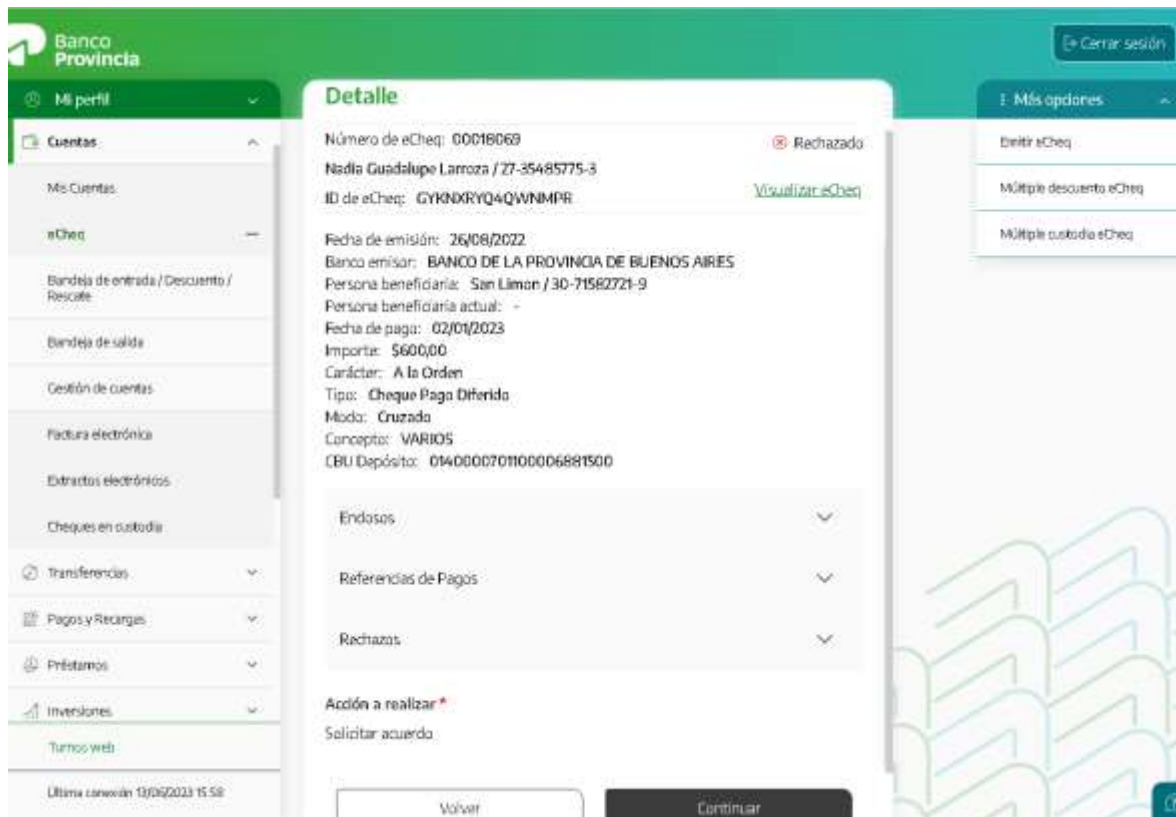 Banco
Provincia
Cerrar sesión
Mi perfil
Cuentas
Mis Cuentas
eCheq
Bandeja de entrada / Descuento /
Rescate
Bandeja de salida
Gestión de cuentas
Factura electrónica
Extractos electrónicos
Cheques en custodia
Transferencias
Pagos y Recargas
Préstamos
Inversiones
Turnos web
Última conexión 13/06/2023 15:58
Detalle
Número de eCheq: 00018069
Rechazado
Nadia Guadalupe Larroza / 27-35485775-3
ID de eCheq: GYKNXRYQ4QWNMPR
Visualizar eCheq
Fecha de emisión: 26/08/2022
Banco emisor: BANCO DE LA PROVINCIA DE BUENOS AIRES
Persona beneficiaria: San Limon / 30-71582721-9
Persona beneficiaria actual: -
Fecha de pago: 02/01/2023
Importe: $600,00
Carácter: A la Orden
Tipo: Cheque Pago Diferido
Modo: Cruzado
Concepto: VARIOS
CBU Depósito: 0140000701100006881500
Endosos
Referencias de Pagos
Rechazos
Acción a realizar *
Solicitar acuerdo
Volver
Continuar
Más opciones
Emitir eCheq
Múltiple descuento eCheq
Múltiple custodia eCheq